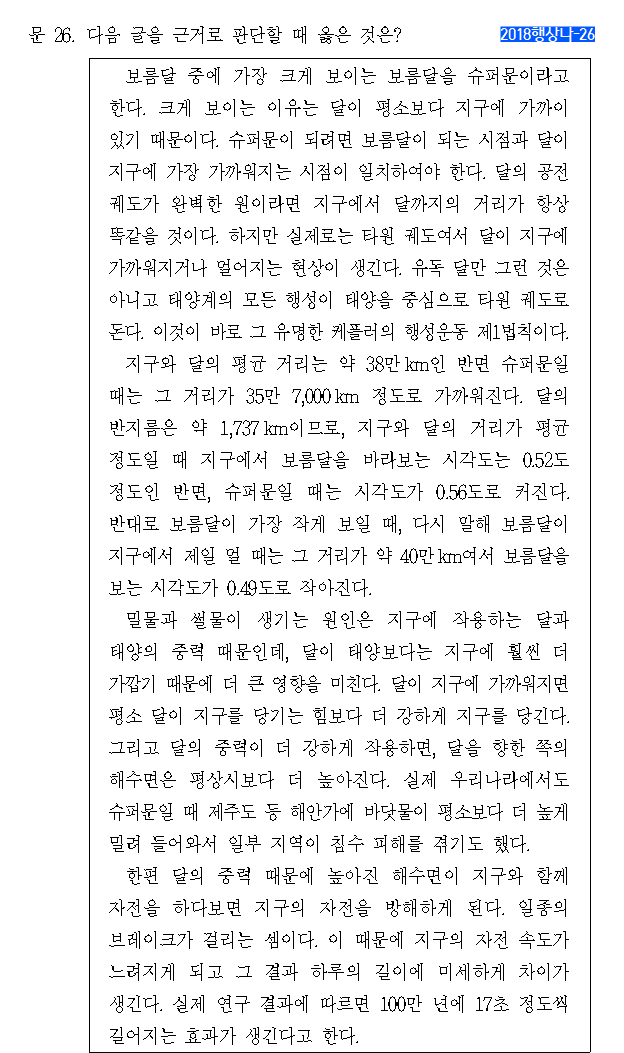 문 26. 다음 글을 근거로 판단할 때 옳은 것은?
2018행상나-26
보름달 중에 가장 크게 보이는 보름달을 슈퍼문이라고
한다. 크게 보이는 이유는 달이 평소보다 지구에 가까이
있기 때문이다. 슈퍼문이 되려면 보름달이 되는 시점과 달이
지구에 가장 가까워지는 시점이 일치하여야 한다. 달의 공전
궤도가 완벽한 원이라면 지구에서 달까지의 거리가 항상
똑같을 것이다. 하지만 실제로는 타원 궤도여서 달이 지구에
가까워지거나 멀어지는 현상이 생긴다. 유독 달만 그런 것은
아니고 태양계의 모든 행성이 태양을 중심으로 타원 궤도로
돈다. 이것이 바로 그 유명한 케플러의 행성운동 제1법칙이다.
지구와 달의 평균 거리는 약 38만 km인 반면 슈퍼문일
때는 그 거리가 35만 7,000 km 정도로 가까워진다. 달의
반지름은 약 1,737 km이므로, 지구와 달의 거리가 평균
정도일 때 지구에서 보름달을 바라보는 시각도는 0.52도
정도인 반면, 슈퍼문일 때는 시각도가 0.56도로 커진다.
반대로 보름달이 가장 작게 보일 때, 다시 말해 보름달이
지구에서 제일 멀 때는 그 거리가 약 40만 km여서 보름달을
보는 시각도가 0.49도로 작아진다.
밀물과 썰물이 생기는 원인은 지구에 작용하는 달과
태양의 중력 때문인데, 달이 태양보다는 지구에 훨씬 더
가깝기 때문에 더 큰 영향을 미친다. 달이 지구에 가까워지면
평소 달이 지구를 당기는 힘보다 더 강하게 지구를 당긴다.
그리고 달의 중력이 더 강하게 작용하면, 달을 향한 쪽의
해수면은 평상시보다 더 높아진다. 실제 우리나라에서도
슈퍼문일 때 제주도 등 해안가에 바닷물이 평소보다 더 높게
밀려 들어와서 일부 지역이 침수 피해를 겪기도 했다.
한편 달의 중력 때문에 높아진 해수면이 지구와 함께
자전을 하다보면 지구의 자전을 방해하게 된다. 일종의
브레이크가 걸리는 셈이다. 이 때문에 지구의 자전 속도가
느려지게 되고 그 결과 하루의 길이에 미세하게 차이가
생긴다. 실제 연구 결과에 따르면 100만 년에 17초 정도씩
길어지는 효과가 생긴다고 한다.